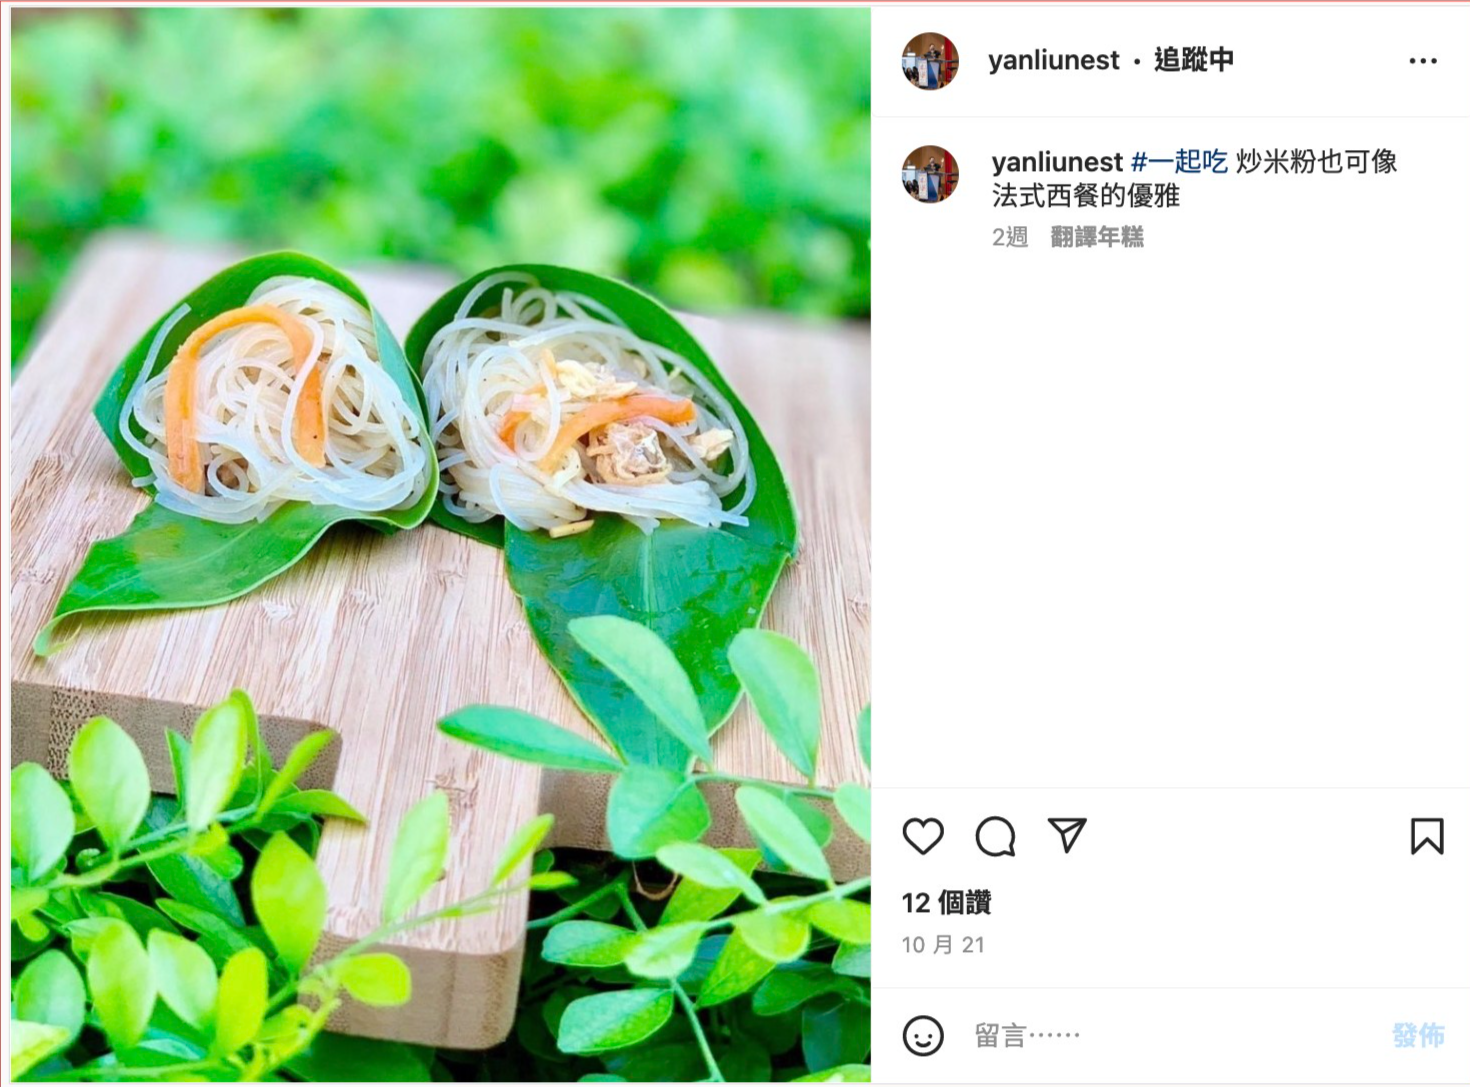 yanliunest • 追蹤中
yanliunest #一起吃 炒米粉也可像
法式西餐的優雅
2週 翻譯年糕
12 個讚
10 月 21
留言⋯⋯
發佈